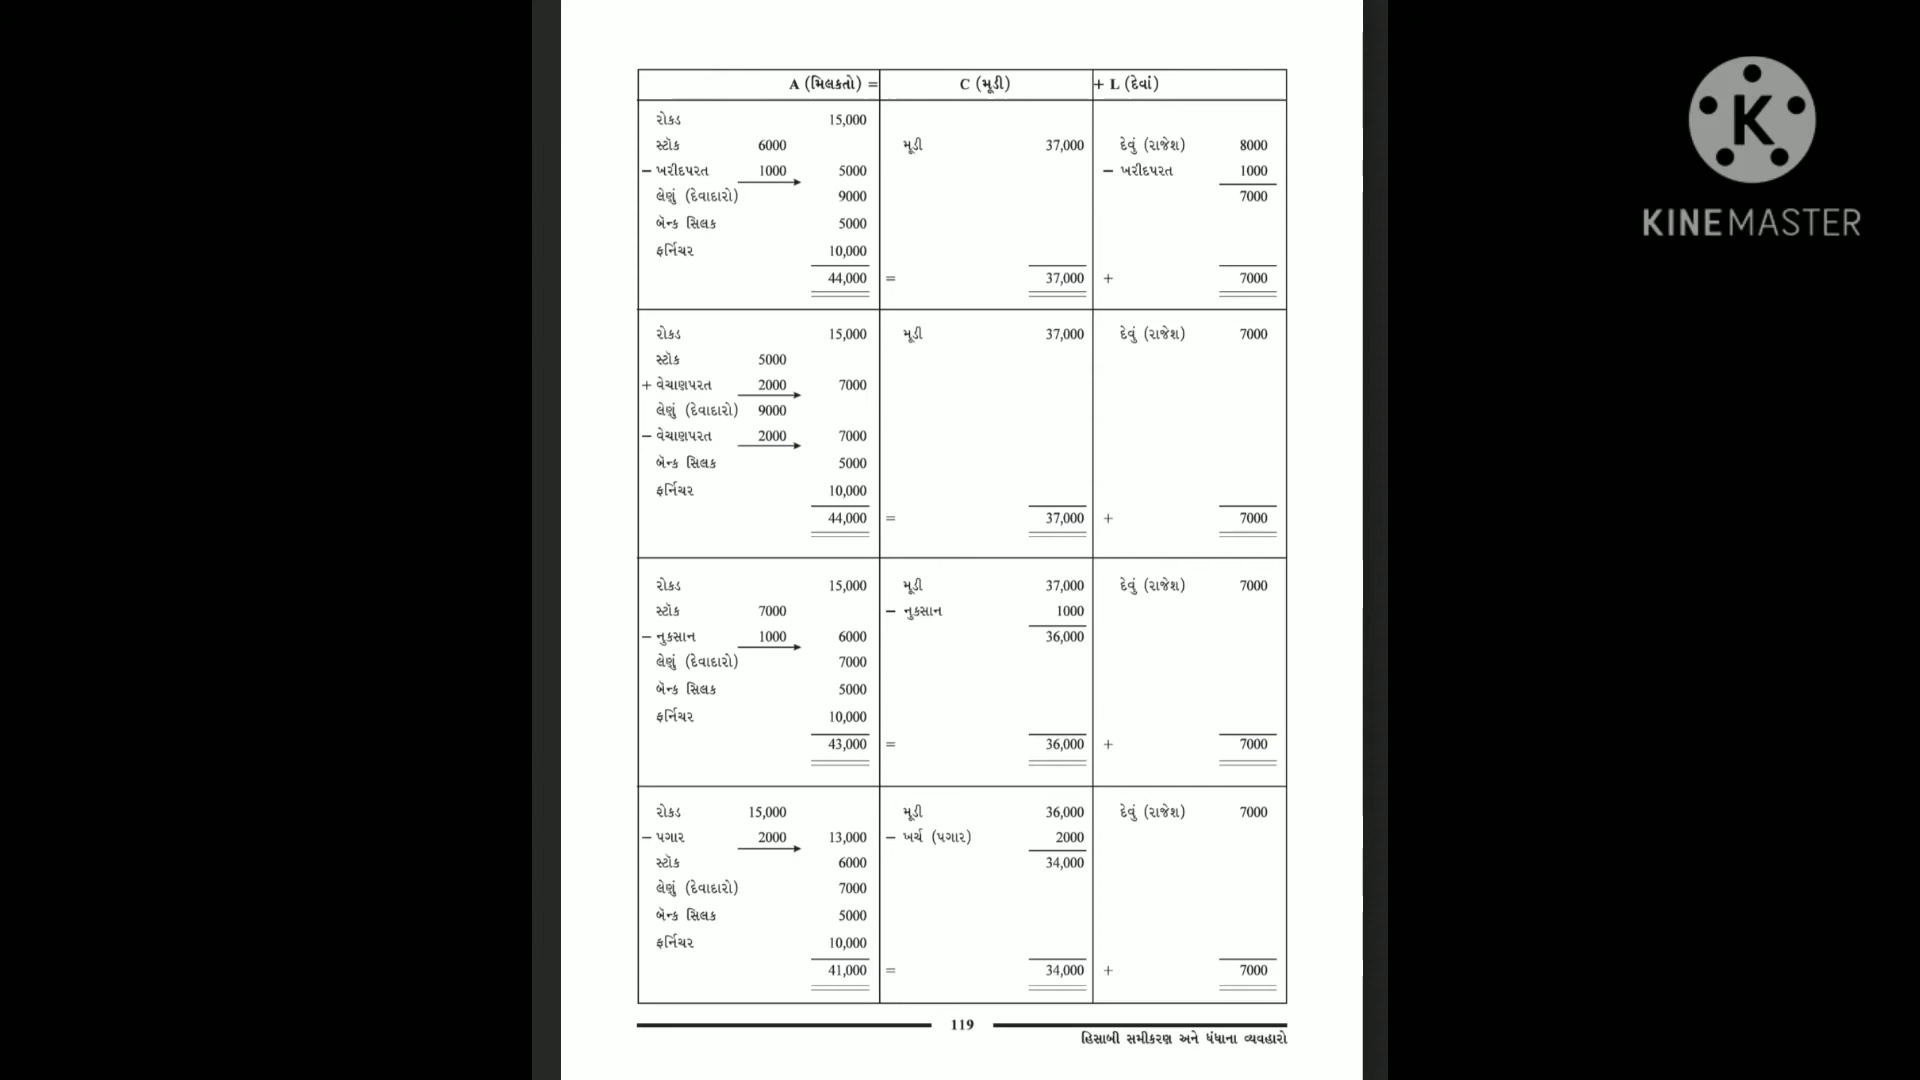 A (મિલકતો) = C (મૂડી) + L (દેવાં)
રોકડ 15,000
સ્ટૉક 6000 મૂડી 37,000 દેવું (રાજેશ) 8000
– ખરીદપરત 1000 5000 – ખરીદપરત 1000
લેણું (દેવાદારો) 9000 7000
બૅન્ક સિલક 5000
ફર્નિચર 10,000
44,000 = 37,000 + 7000
રોકડ 15,000 મૂડી 37,000 દેવું (રાજેશ) 7000
સ્ટૉક 5000
+ વેચાણપરત 2000 7000
લેણું (દેવાદારો) 9000
– વેચાણપરત 2000 7000
બૅન્ક સિલક 5000
ફર્નિચર 10,000
44,000 = 37,000 + 7000
રોકડ 15,000 મૂડી 37,000 દેવું (રાજેશ) 7000
સ્ટૉક 7000 – નુકસાન 1000
– નુકસાન 1000 6000 36,000
લેણું (દેવાદારો) 7000
બૅન્ક સિલક 5000
ફર્નિચર 10,000
43,000 = 36,000 + 7000
રોકડ 15,000 મૂડી 36,000 દેવું (રાજેશ) 7000
– પગાર 2000 13,000 – ખર્ચ (પગાર) 2000
સ્ટૉક 6000 34,000
લેણું (દેવાદારો) 7000
બૅન્ક સિલક 5000
ફર્નિચર 10,000
41,000 = 34,000 + 7000
119
હિસાબી સમીકરણ અને ધંધાના વ્યવહારો
K
KINEMASTER